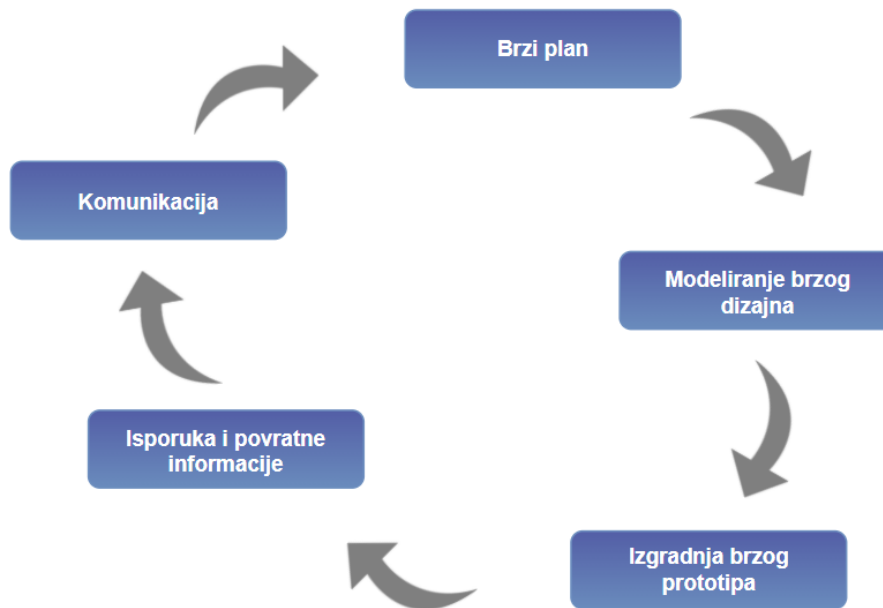 Brzi plan
Komunikacija
Modeliranje brzog
dizajna
Isporuka i povratne
informacije
Izgradnja brzog
prototipa